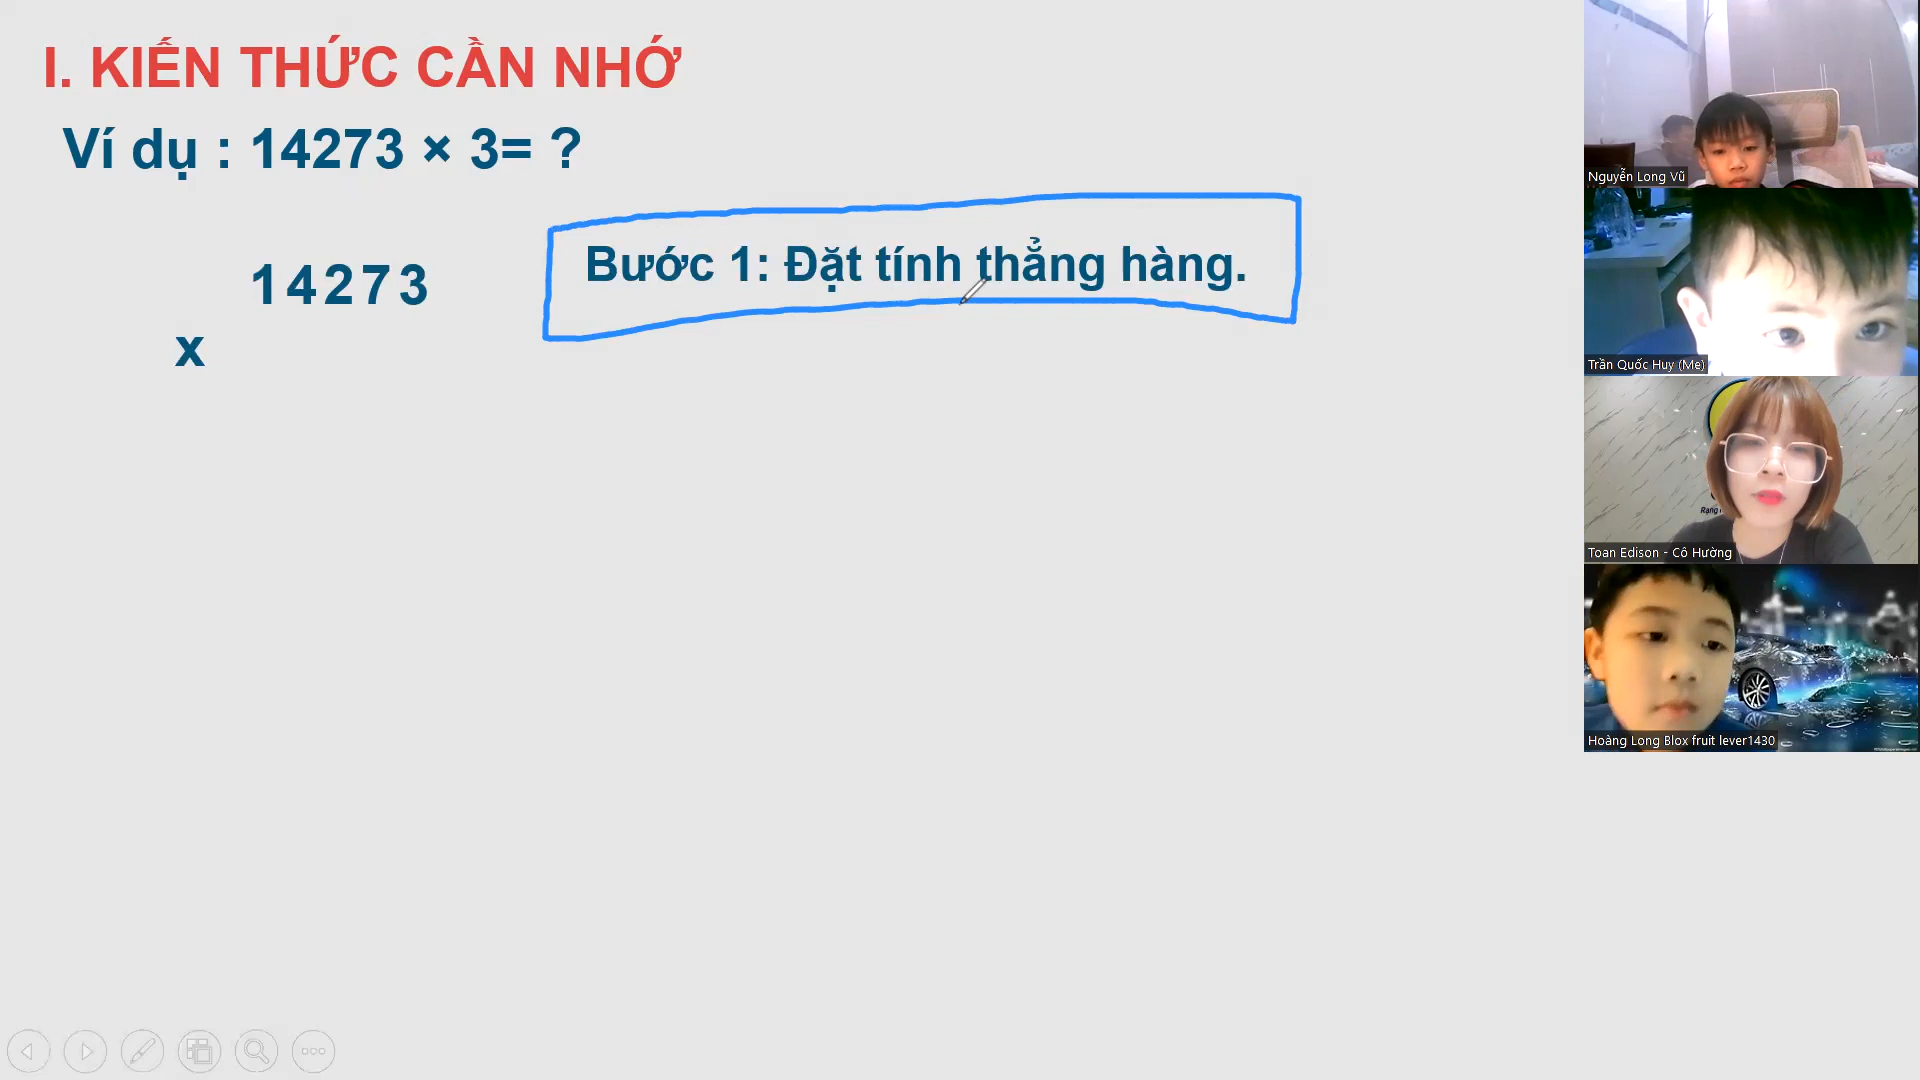 I. KIẾN THỨC CẦN NHỚ
Ví dụ : 14273 × 3= ?
14273
x
Bước 1: Đặt tính thẳng hàng.
Nguyễn Long Vũ
Trần Quốc Huy (Me)
Toan Edison - Cô Hường
Hoàng Long Blox fruit lever1430